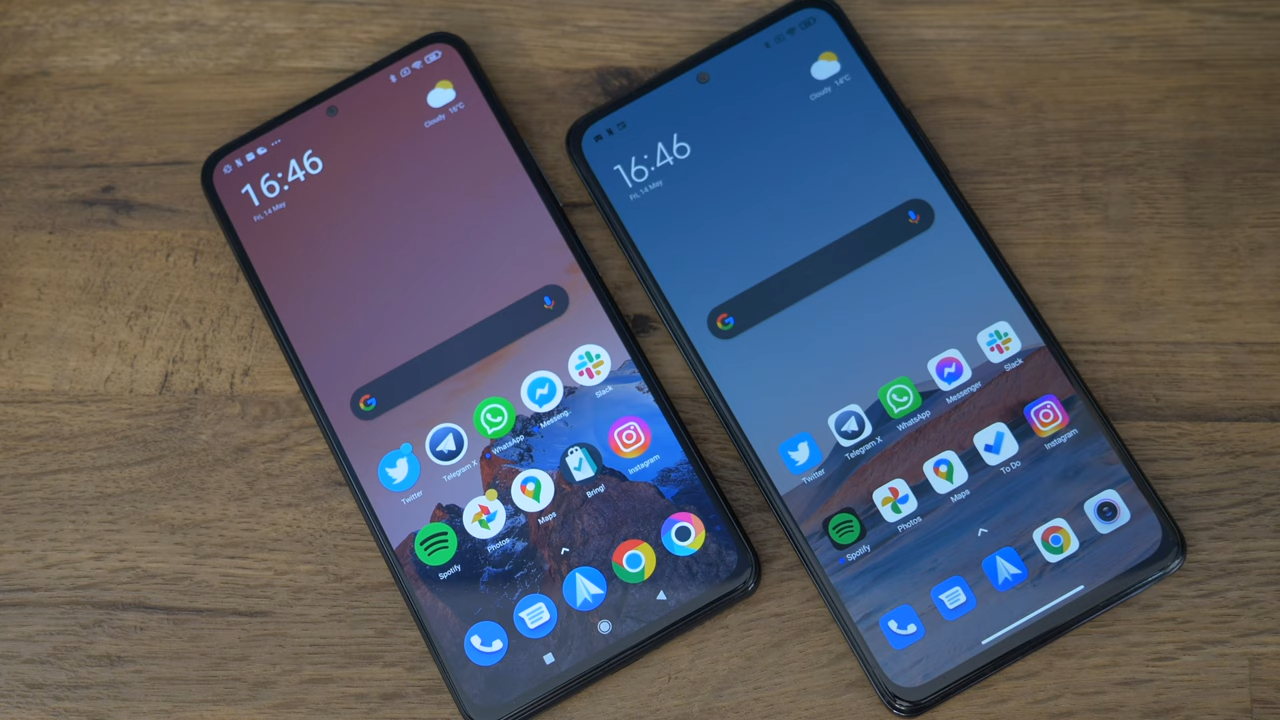 16:46
Fri, 14 May
Cloudy 16°C
Twitter
Telegram X
WhatsApp
Messeng..
Slack
Spotify
Photos
Maps
Bring!
Instagram
16:46
Fri, 14 May
Cloudy 14°C
Twitter
Telegram X
WhatsApp
Messenger
Slack
Spotify
Photos
Maps
To Do
Instagram